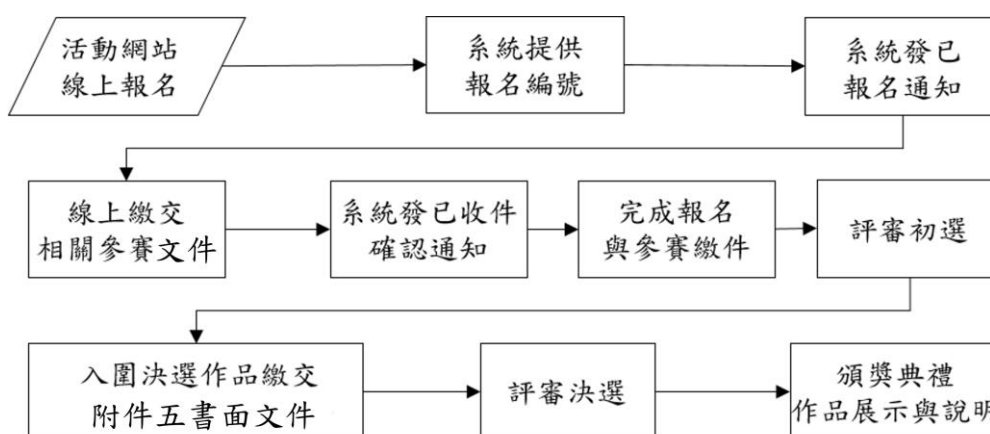 活動網站
線上報名
系統提供
報名編號
系統發已
報名通知
線上繳交
相關參賽文件
系統發已收件
確認通知
完成報名
與參賽繳件
評審初選
入圍決選作品繳交
附件五書面文件
評審決選
頒獎典禮
作品展示與說明